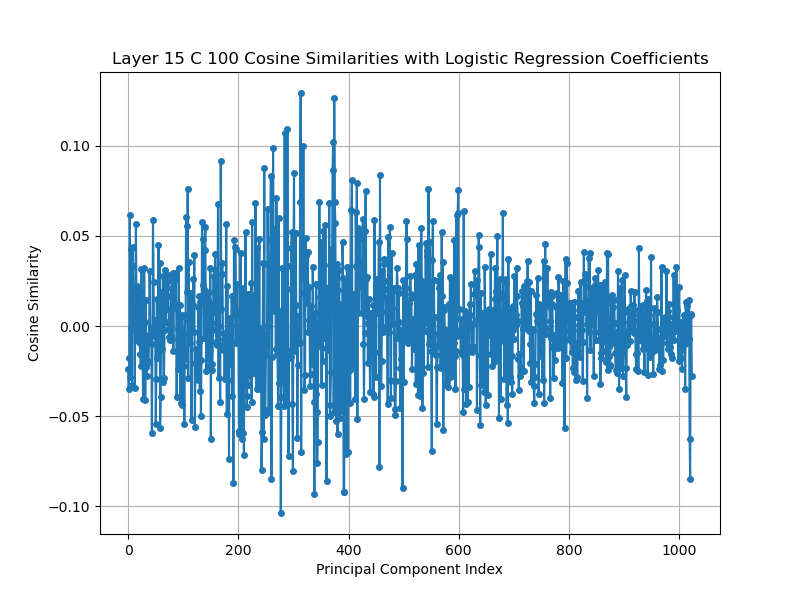 Layer 15 C 100 Cosine Similarities with Logistic Regression Coefficients
0.10
0.05
0.00
−0.05
−0.10
Cosine Similarity
0 200 400 600 800 1000
Principal Component Index